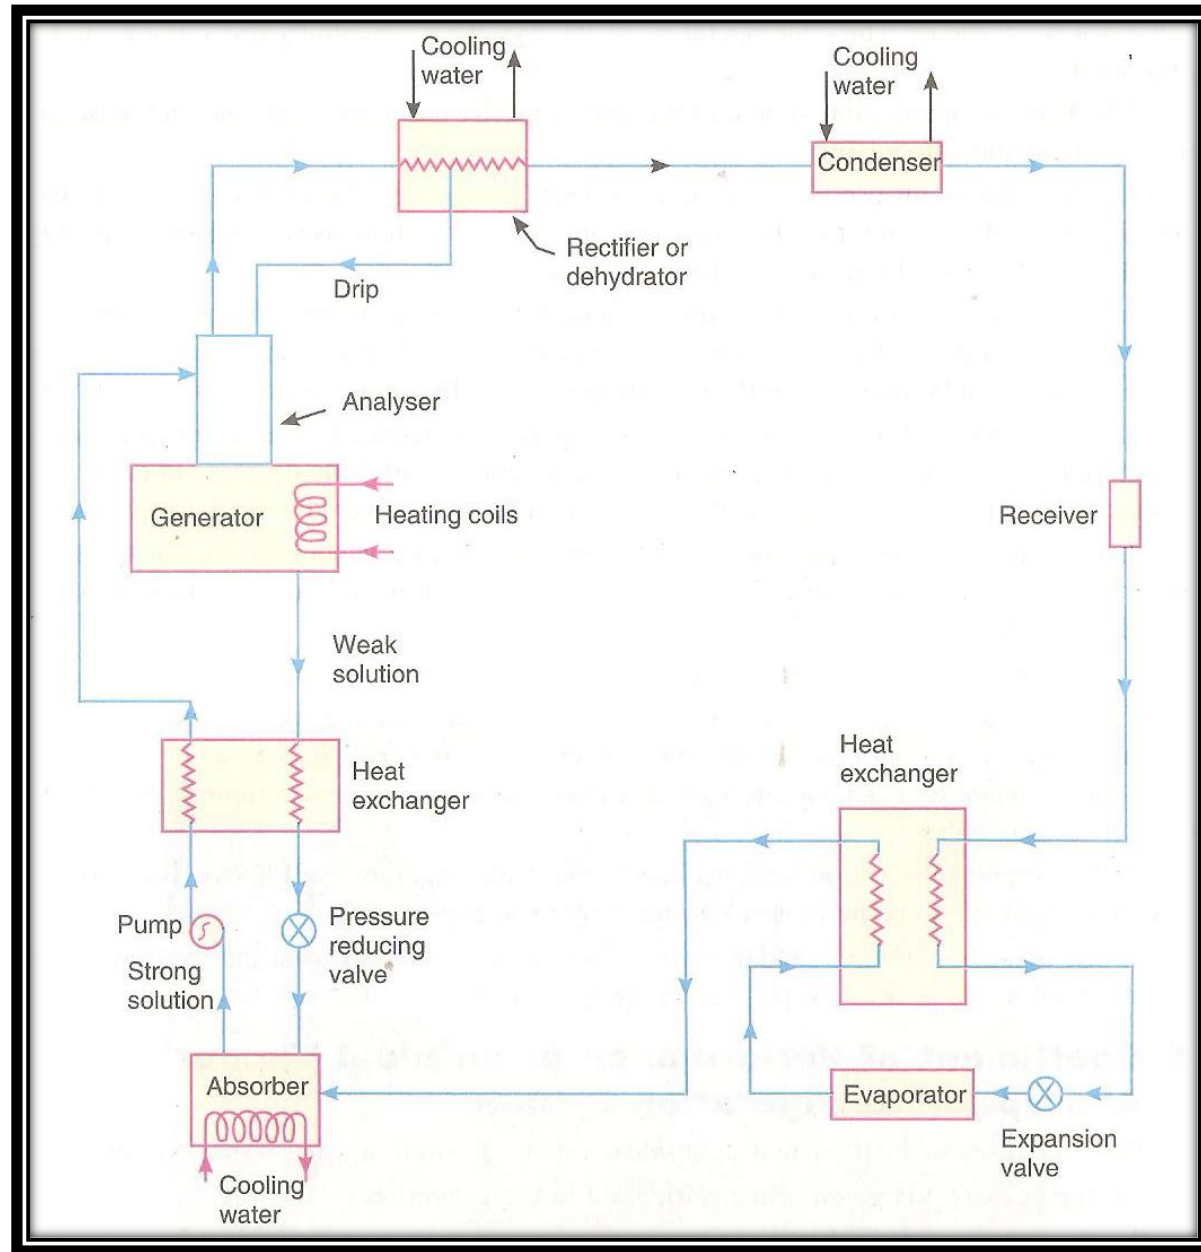 Cooling
water
Cooling
water
Condenser
Rectifier or
dehydrator
Drip
Analyser
Generator
Heating coils
Receiver
Weak
solution
Heat
exchanger
Heat
exchanger
Pump
Strong
solution
Pressure
reducing
valve
Absorber
Evaporator
Expansion
valve
Cooling
water